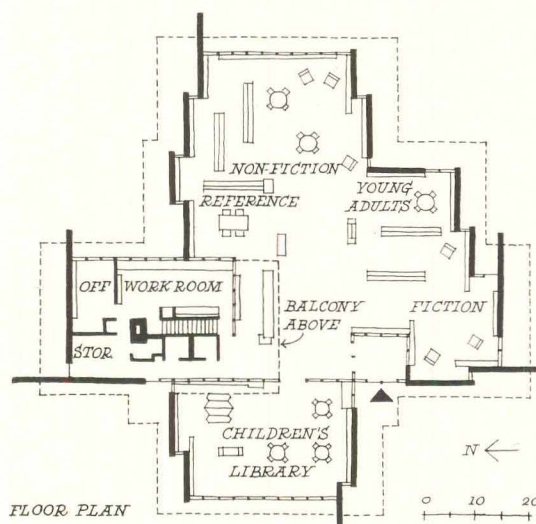 NON-FICTION
REFERENCE
YOUNG
ADULTS
OFF
WORK ROOM
BALCONY
ABOVE
FICTION
STOR.
CHILDREN'S
LIBRARY
N
FLOOR PLAN
0 10 20